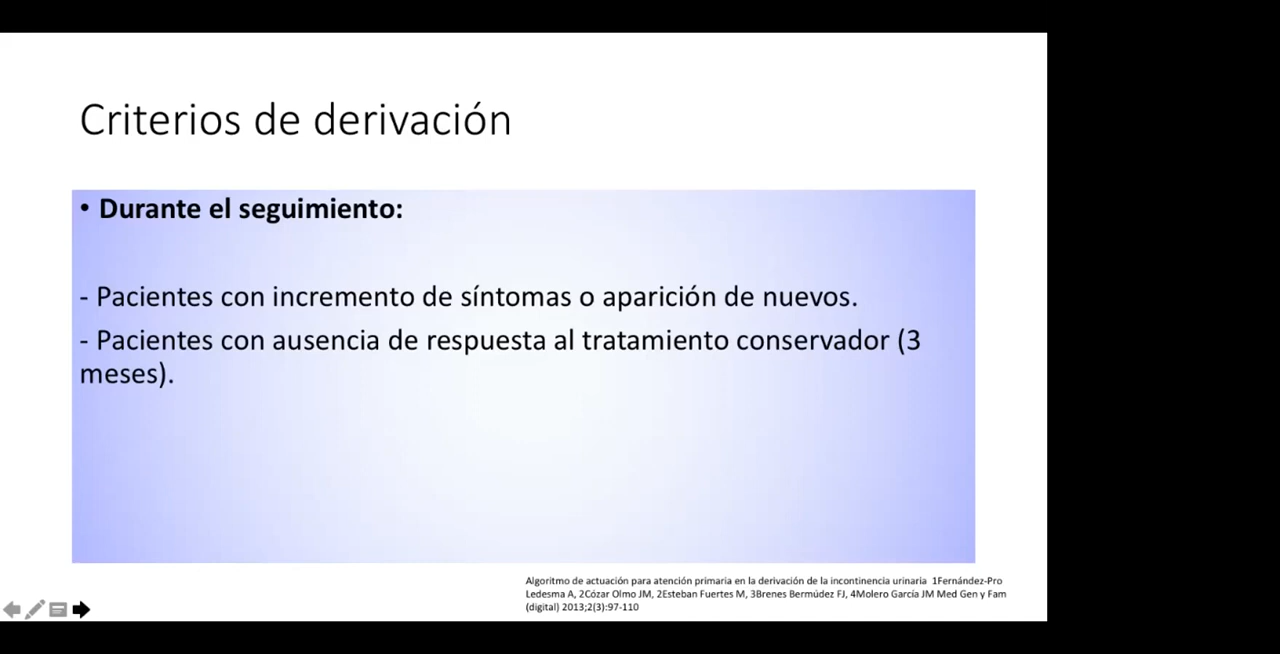 Criterios de derivación
• Durante el seguimiento:
- Pacientes con incremento de síntomas o aparición de nuevos.
- Pacientes con ausencia de respuesta al tratamiento conservador (3
meses).
Algoritmo de actuación para atención primaria en la derivación de la incontinencia urinaria 1Fernández-Pro
Ledesma A, 2Cózar Olmo JM, 2Esteban Fuertes M, 3Brenes Bermúdez FJ, 4Molero García JM Med Gen y Fam
(digital) 2013;2(3):97-110